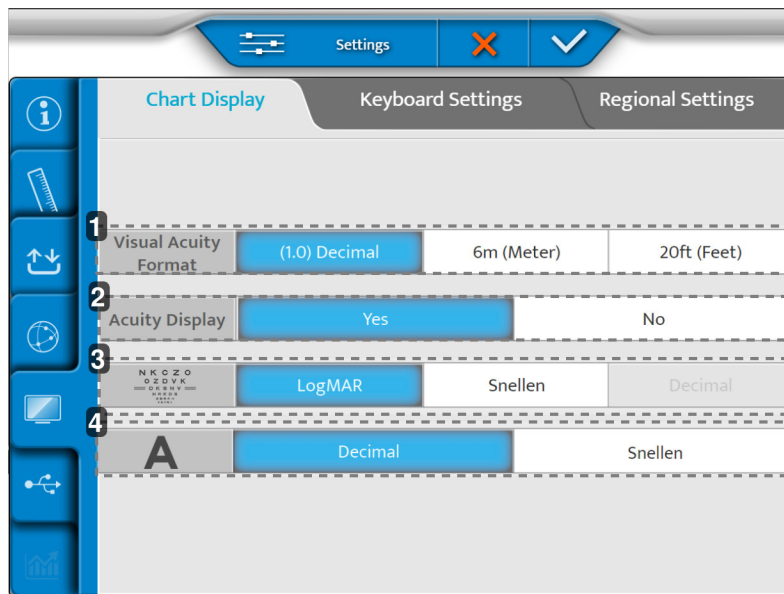 Settings
Chart Display Keyboard Settings Regional Settings
1
Visual Acuity
Format
(1.0) Decimal 6m (Meter) 20ft (Feet)
2
Acuity Display Yes No
3
N K C Z O
O Z D V K
LogMAR Snellen Decimal
4
A Decimal Snellen